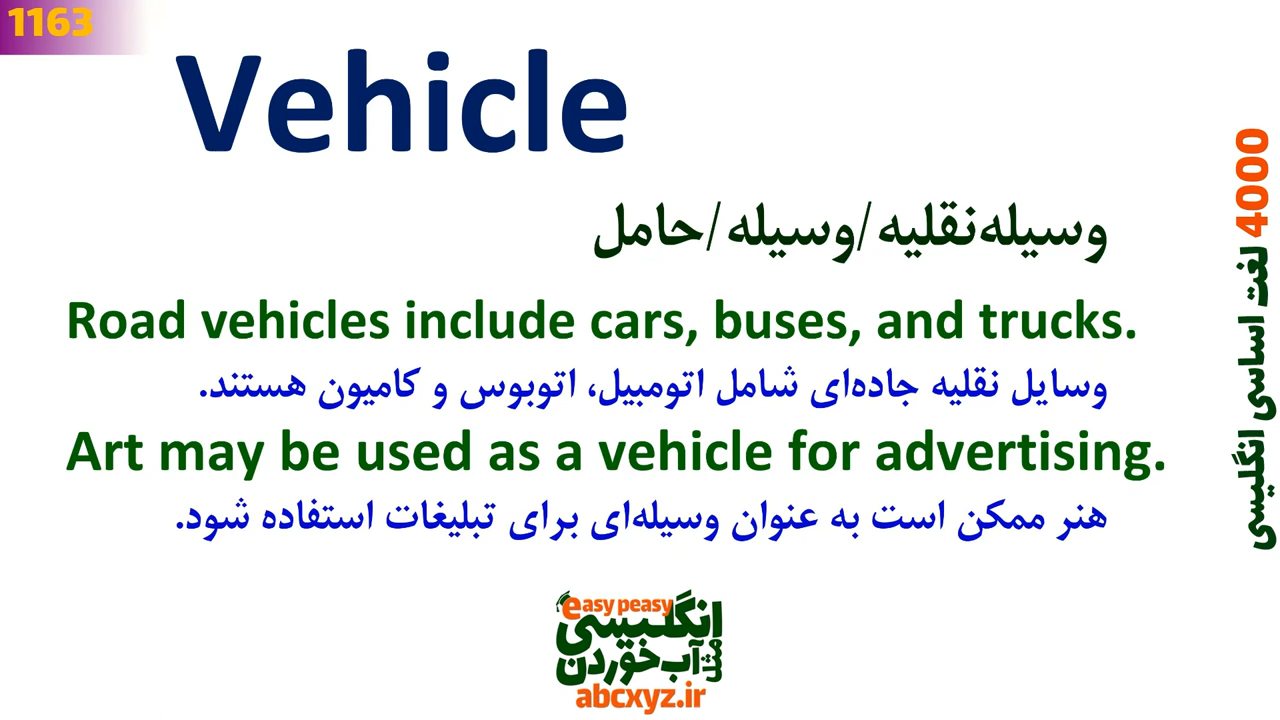 1163
Vehicle
وسیله‌نقلیه/وسیله/حامل
Road vehicles include cars, buses, and trucks.
وسایل نقلیه جاده‌ای شامل اتومبیل، اتوبوس و کامیون هستند.
Art may be used as a vehicle for advertising.
هنر ممکن است به عنوان وسیله‌ای برای تبلیغات استفاده شود.
4000 لغت اساسی انگلیسی
easy peasy
انگلیسی
مثل آب خوردن
abcxyz.ir